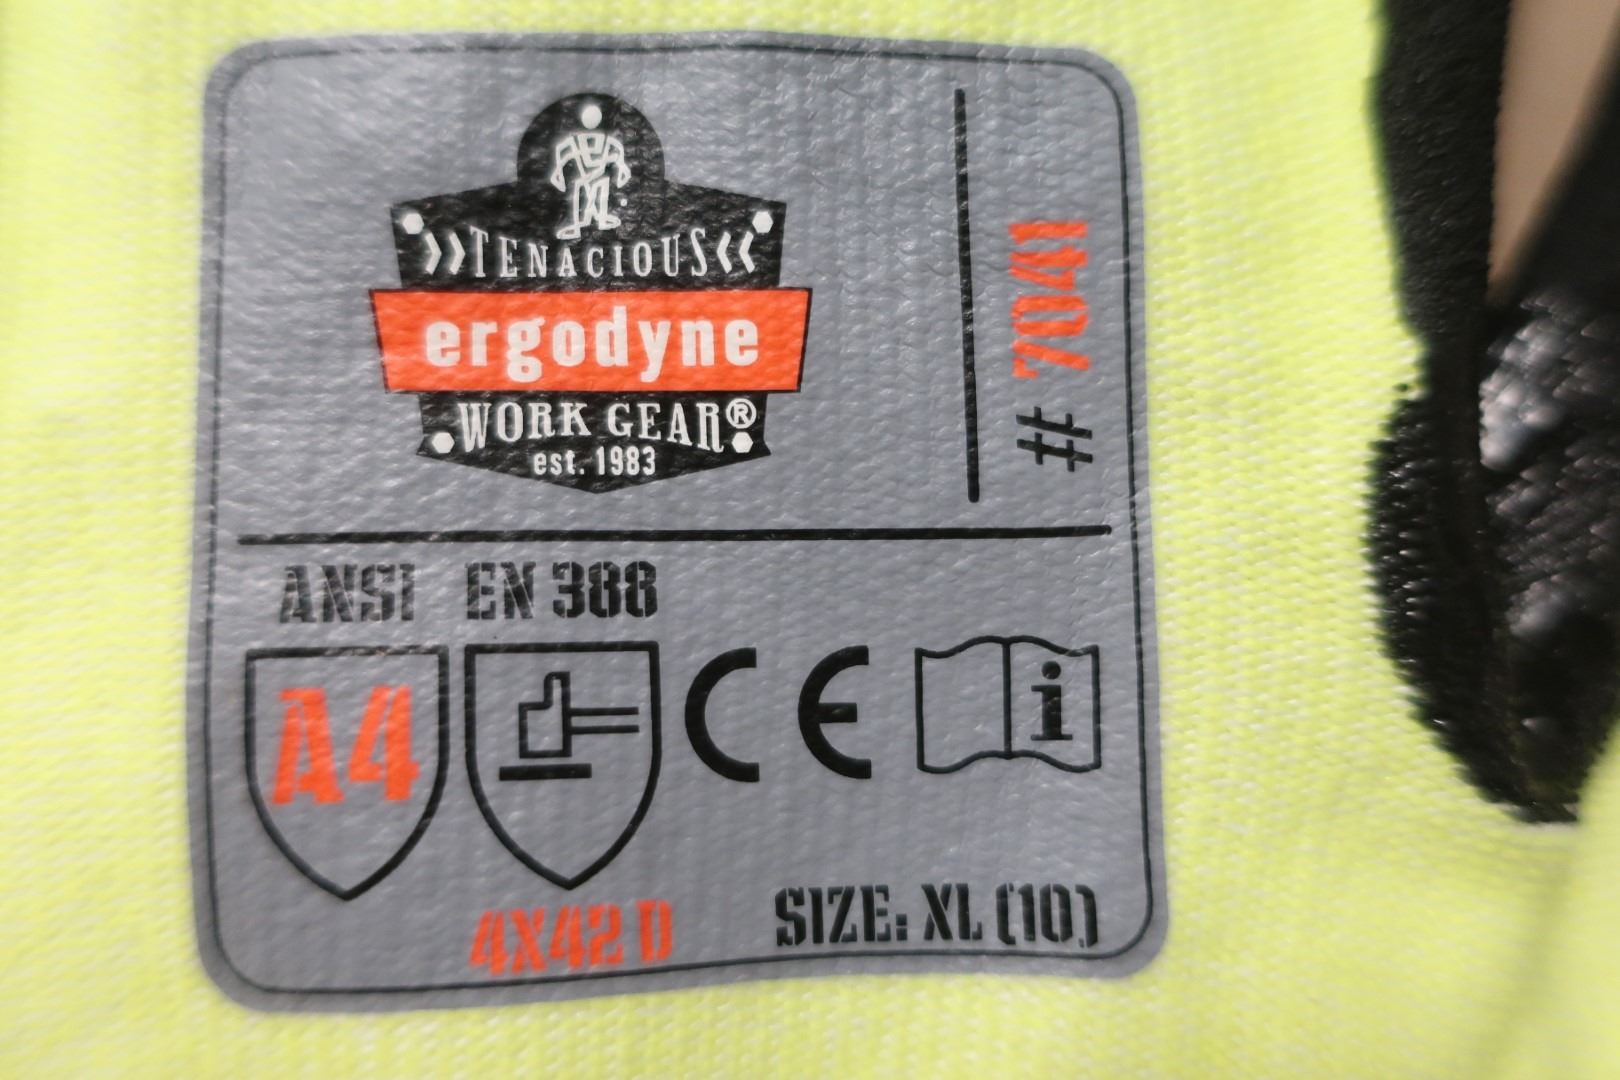 TENACIOUS
ergodyne
WORK GEAR®
est. 1983
# 7041
ANSI EN 388
A4
CE
i
4X42 D
SIZE: XL (10)